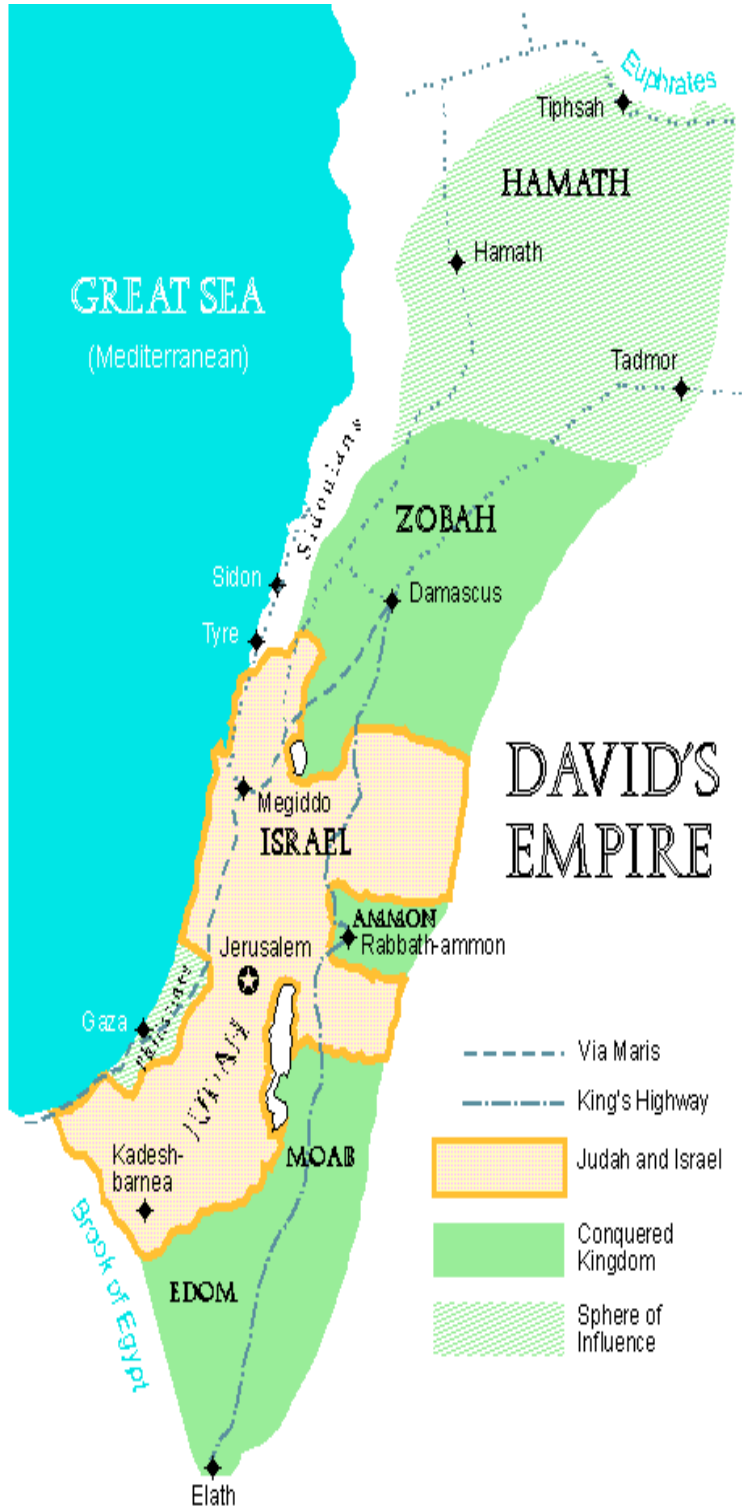 Euphrates
Tiphsah
HAMATH
Hamath
GREAT SEA
(Mediterranean)
Tadmor
Sidonians
ZOBAH
Sidon
Damascus
Tyre
DAVID'S
EMPIRE
Megiddo
ISRAEL
AMMON
Rabbath-ammon
Jerusalem
Gaza
JUDAH
Via Maris
King's Highway
Kadesh-
barnea
MOAB
Judah and Israel
Brook of Egypt
EDOM
Conquered
Kingdom
Sphere of
Influence
Elath